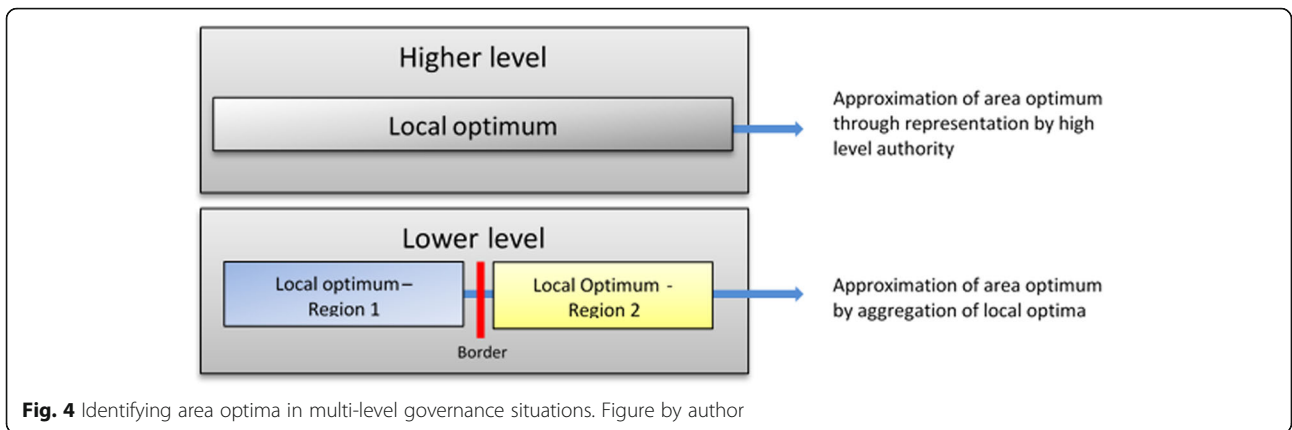 Higher level
Local optimum
Approximation of area optimum
through representation by high
level authority
Lower level
Local optimum–
Region 1
Local Optimum -
Region 2
Border
Approximation of area optimum
by aggregation of local optima
Fig. 4 Identifying area optima in multi-level governance situations. Figure by author